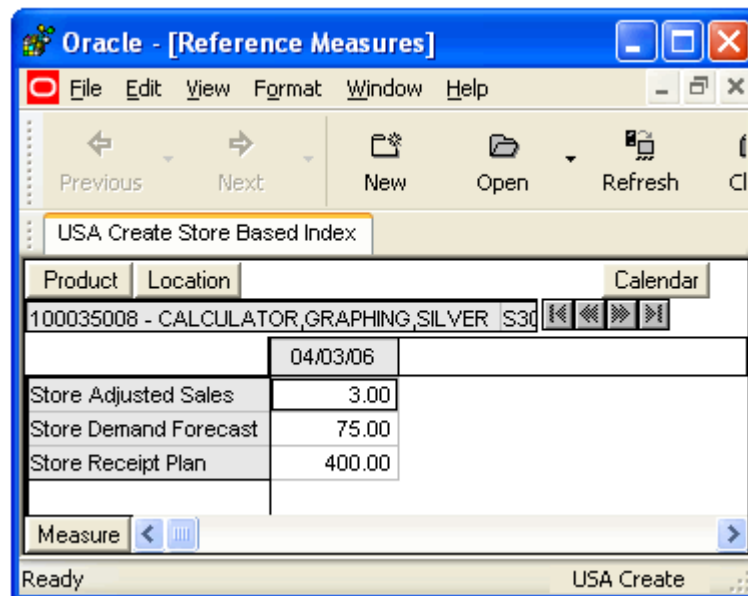 Oracle - [Reference Measures]
File Edit View Format Window Help
Previous Next New Open Refresh
USA Create Store Based Index
Product Location Calendar
100035008 - CALCULATOR,GRAPHING,SILVER
04/03/06
Store Adjusted Sales 3.00
Store Demand Forecast 75.00
Store Receipt Plan 400.00
Measure
Ready USA Create